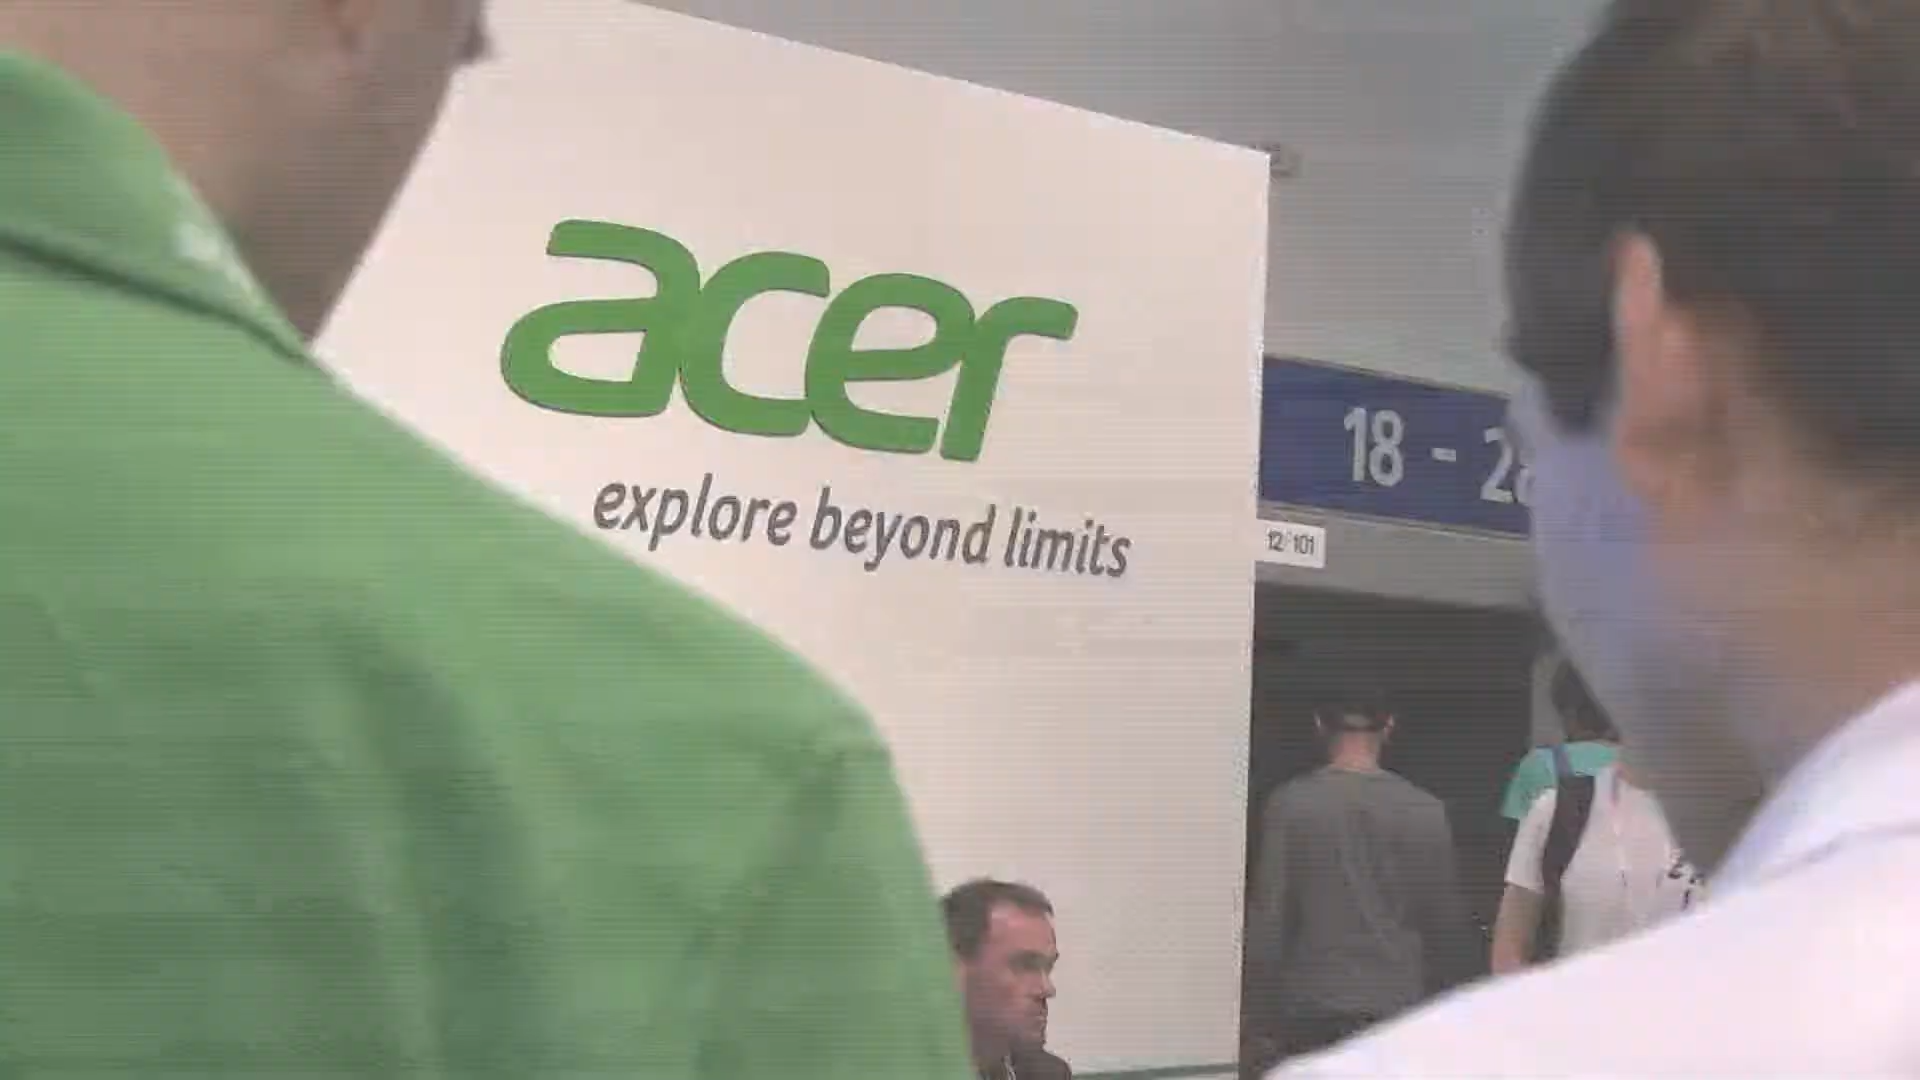 acer
explore beyond limits
18 -
12/101